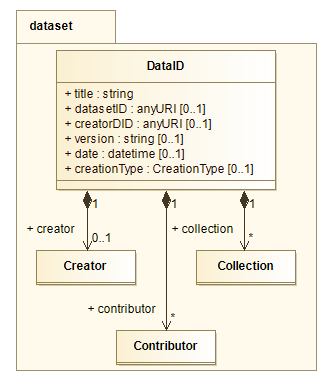 dataset
DataID
+ title : string
+ datasetID : anyURI [0..1]
+ creatorDID : anyURI [0..1]
+ version : string [0..1]
+ date : datetime [0..1]
+ creationType : CreationType [0..1]
1 1 1
+ creator + collection
0..1 *
Creator Collection
+ contributor
*
Contributor